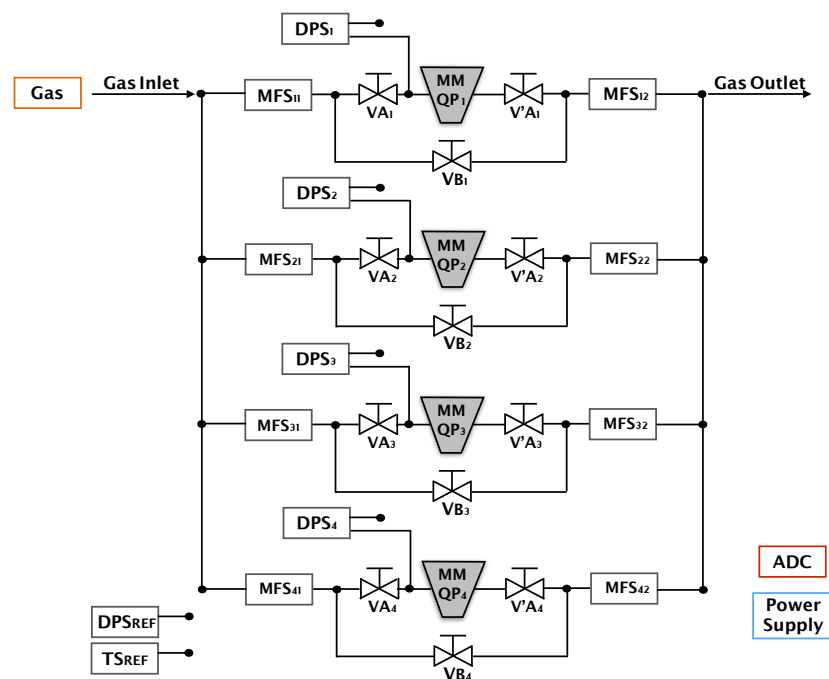 DPS1
Gas
Gas Inlet
MFS11
VA1
MM
QP1
V'A1
MFS12
Gas Outlet
VB1
DPS2
MFS21
VA2
MM
QP2
V'A2
MFS22
VB2
DPS3
MFS31
VA3
MM
QP3
V'A3
MFS32
VB3
DPS4
MFS41
VA4
MM
QP4
V'A4
MFS42
VB4
ADC
DPSREF
Power
Supply
TSREF